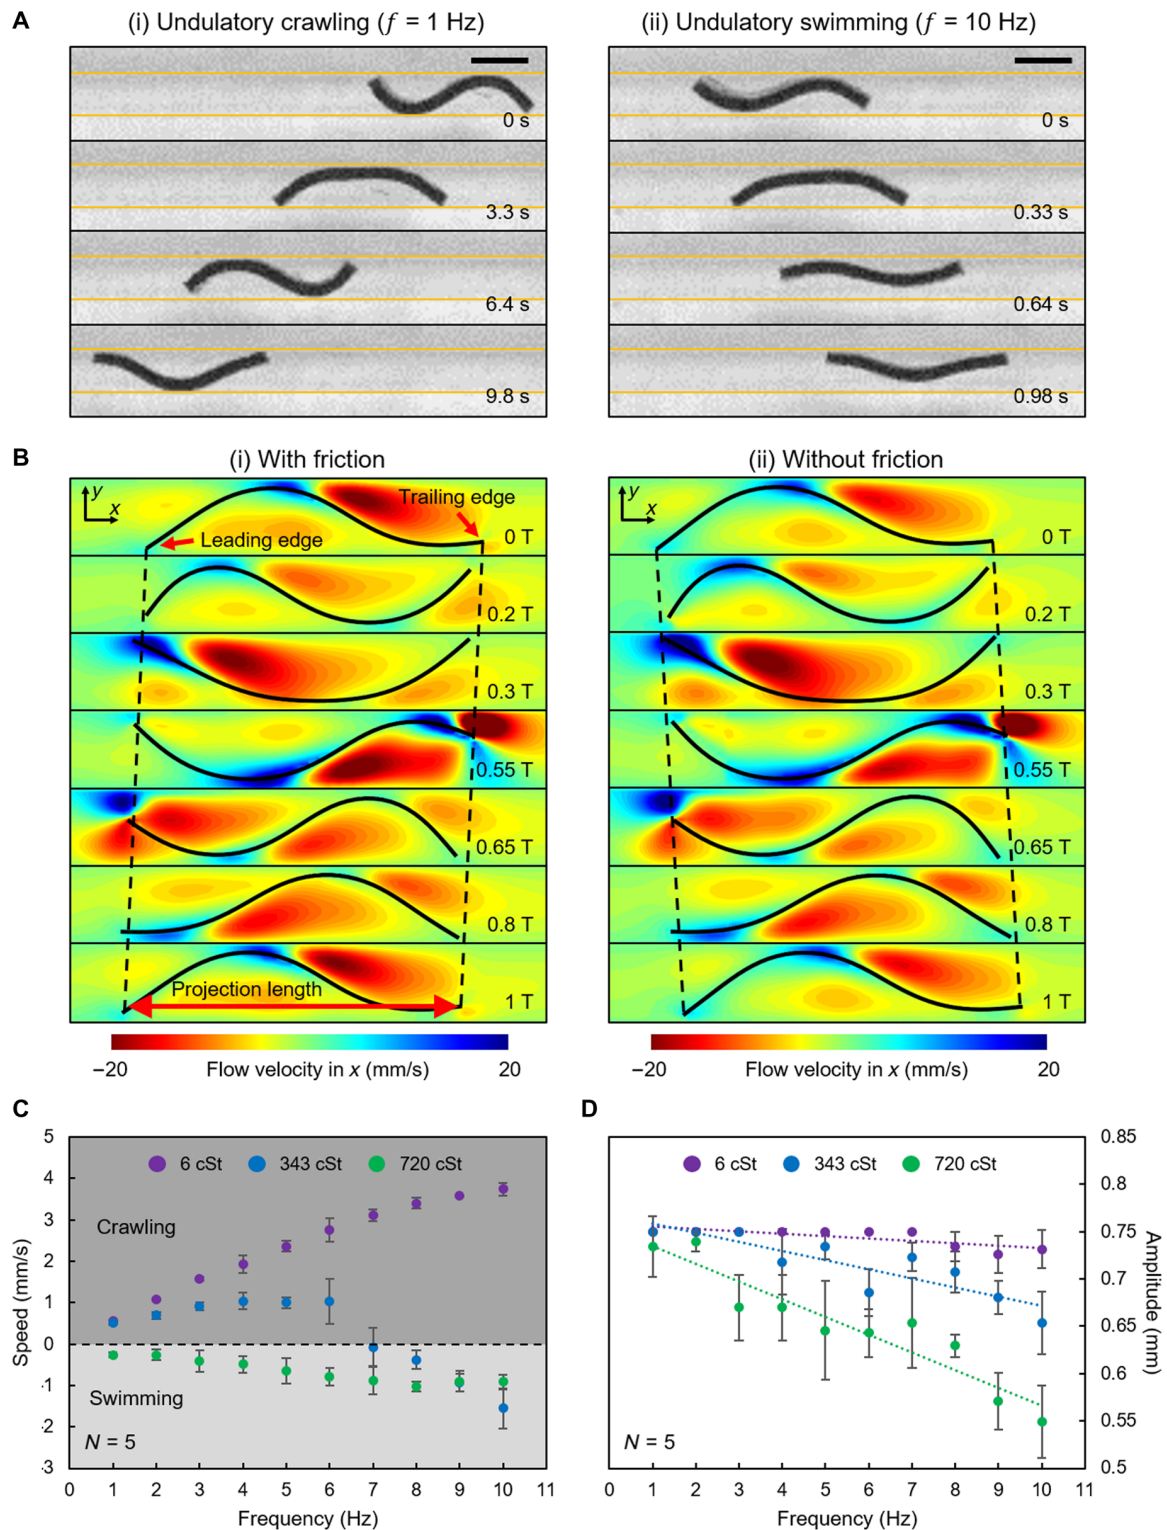 A
(i) Undulatory crawling (f = 1 Hz)
(ii) Undulatory swimming (f = 10 Hz)
0 s
3.3 s
6.4 s
9.8 s
0 s
0.33 s
0.64 s
0.98 s
B
(i) With friction
(ii) Without friction
y
x
Trailing edge
Leading edge
0 T
0.2 T
0.3 T
0.55 T
0.65 T
0.8 T
Projection length
1 T
y
x
0 T
0.2 T
0.3 T
0.55 T
0.65 T
0.8 T
1 T
−20
Flow velocity in x (mm/s)
20
−20
Flow velocity in x (mm/s)
20
C
5
4
3
2
1
0
-1
-2
-3
Speed (mm/s)
6 cSt
343 cSt
720 cSt
Crawling
Swimming
N = 5
0 1 2 3 4 5 6 7 8 9 10 11
Frequency (Hz)
D
6 cSt
343 cSt
720 cSt
N = 5
0.85
0.8
0.75
0.7
0.65
0.6
0.55
0.5
Amplitude (mm)
0 1 2 3 4 5 6 7 8 9 10 11
Frequency (Hz)